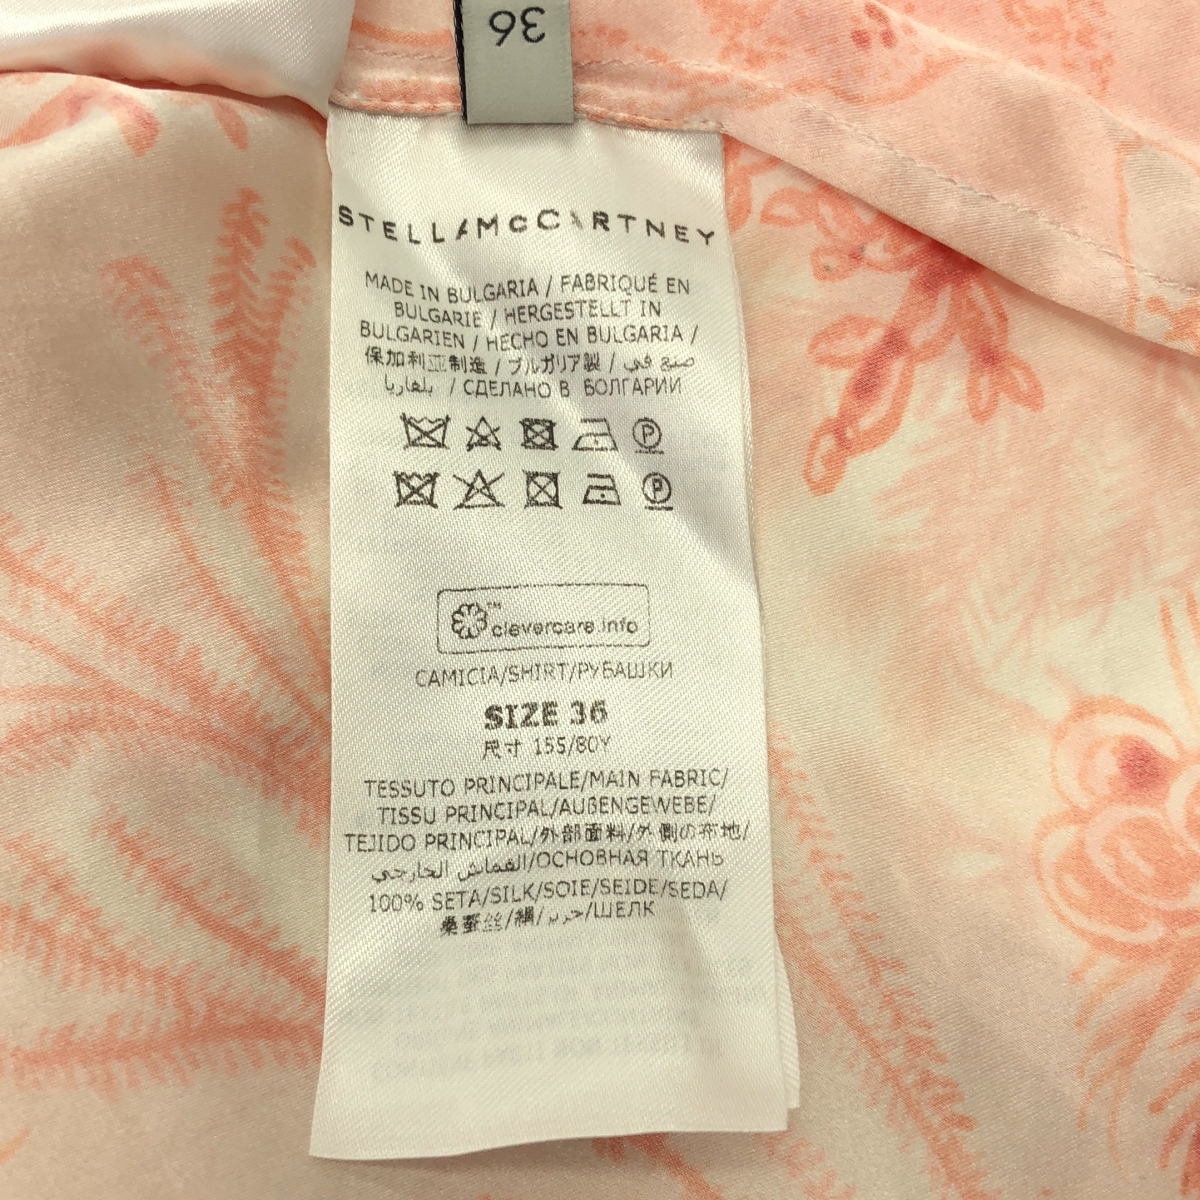 36
STELLA McCARTNEY
MADE IN BULGARIA / FABRIQUÉ EN
BULGARIE / HERGESTELLT IN
BULGARIEN / HECHO EN BULGARIA /
保加利亚制造 / ブルガリア製 / صنع في
بلغاريا / СДЕЛАНО В БОЛГАРИИ
P
P
™
clevercare.info
CAMICIA/SHIRT/РУБАШКИ
SIZE 36
尺寸 155/80Y
TESSUTO PRINCIPALE/MAIN FABRIC/
TISSU PRINCIPAL/AUßENGEWEBE/
TEJIDO PRINCIPAL/外部面料/外側の布地/
القماش الخارجي/ОСНОВНАЯ ТКАНЬ
100% SETA/SILK/SOIE/SEIDE/SEDA/
桑蚕丝/絹/حرير/ШЕЛК